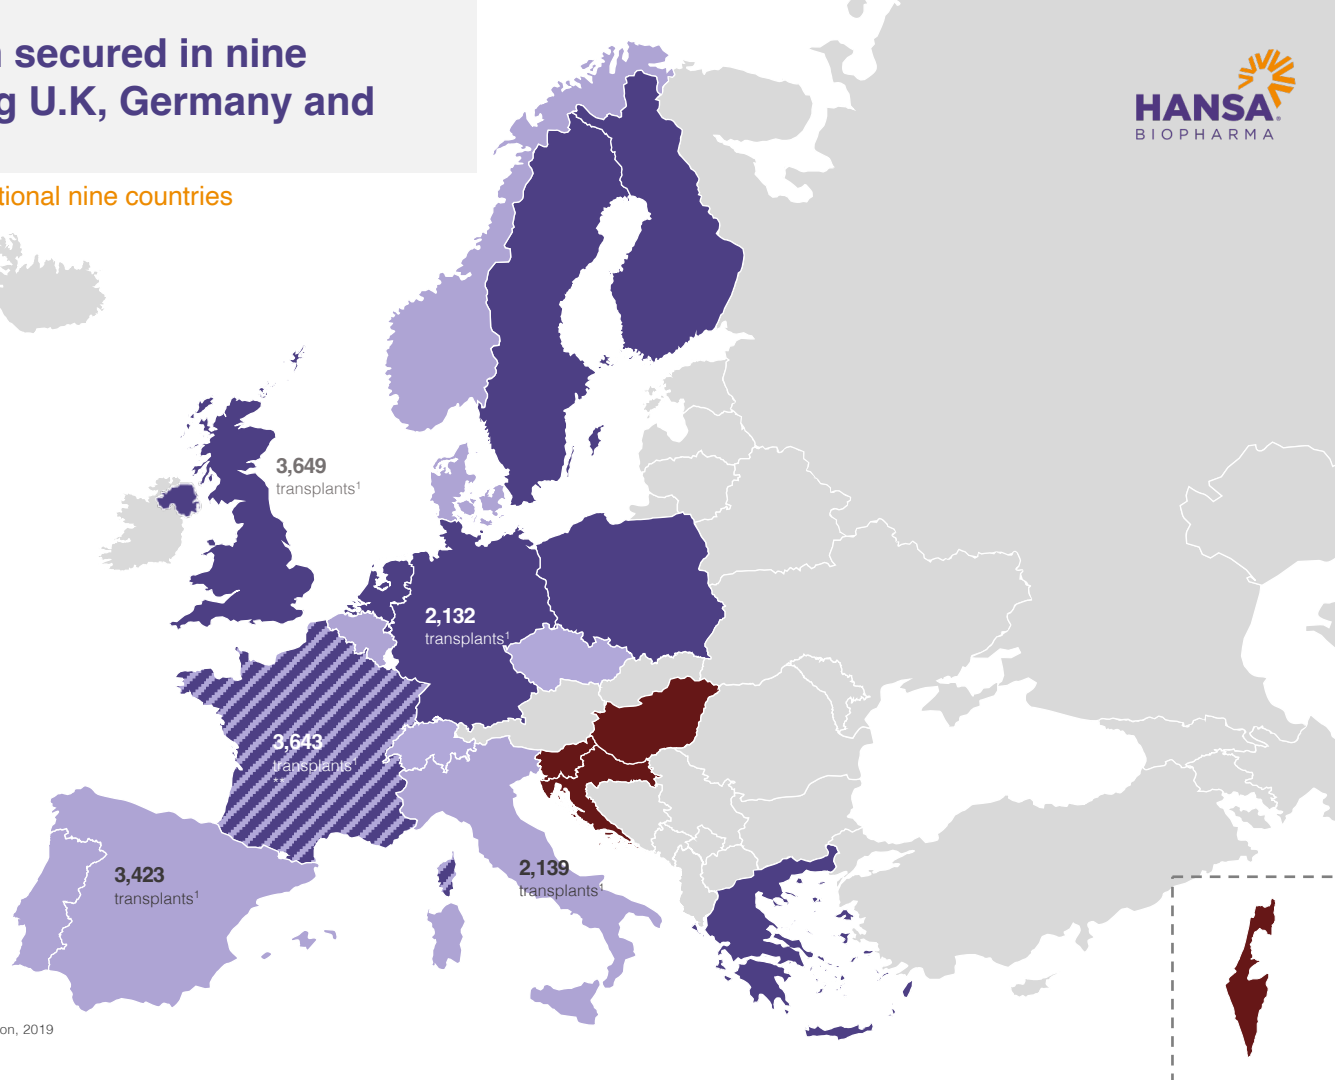 secured in nine
U.K, Germany and
HANSA
BIOPHARMA
tional nine countries
3,649
transplants¹
2,132
transplants¹
3,643
transplants¹
**
3,423
transplants¹
2,139
transplants¹
on, 2019